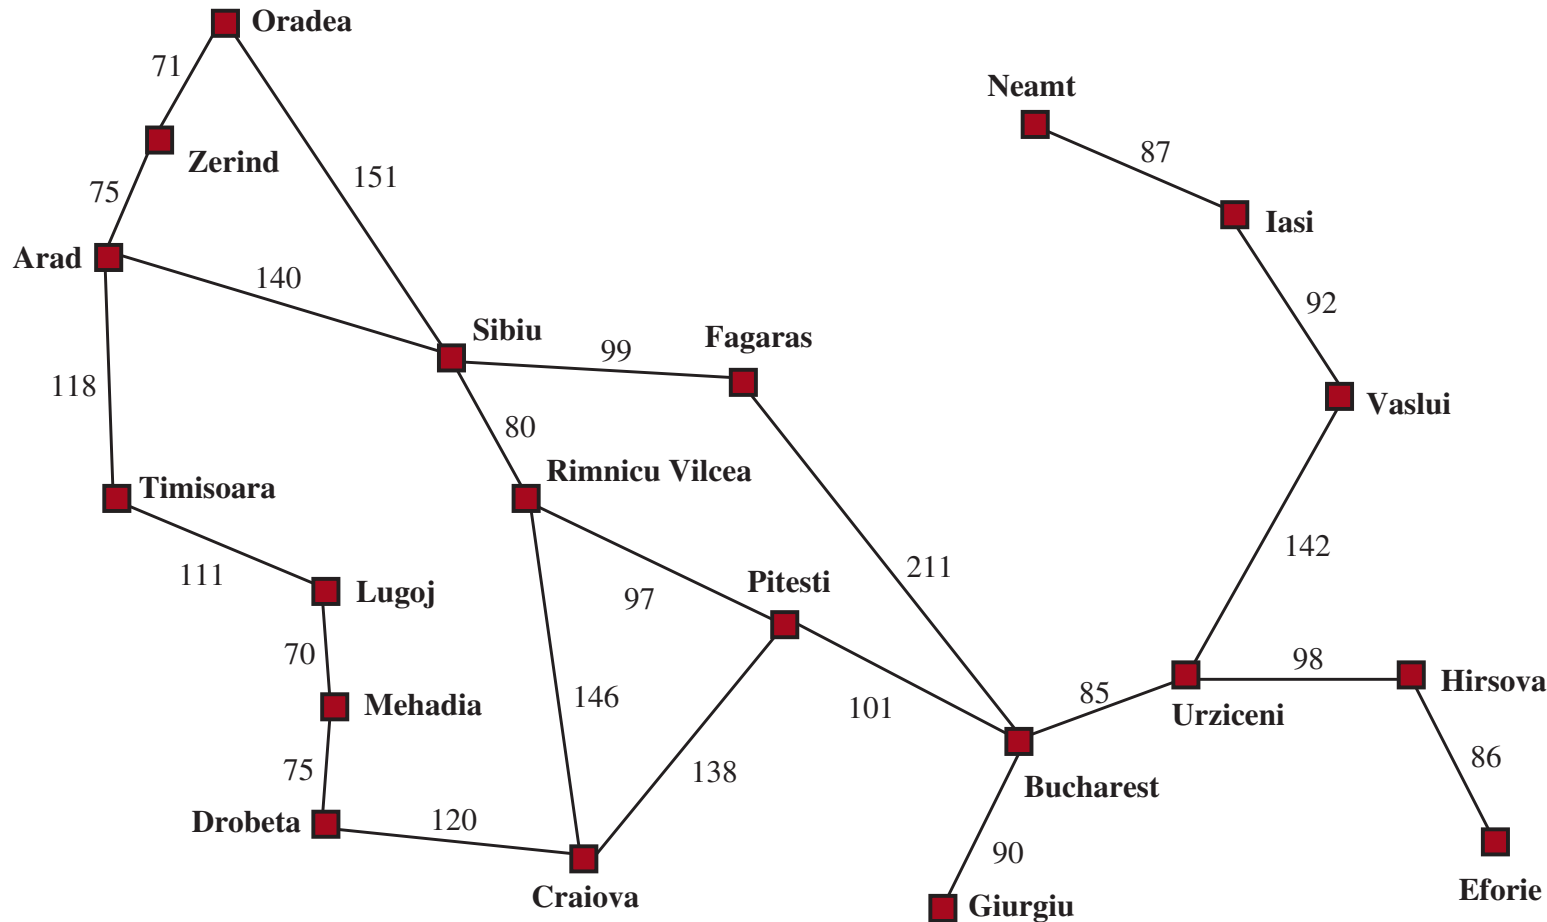 Oradea
71
Neamt
87
Zerind
151
75
Iasi
Arad
140
92
Sibiu
Fagaras
99
118
Vaslui
80
Rimnicu Vilcea
Timisoara
142
211
111
Pitesti
Lugoj
97
70
98
Hirsova
85
146
101
Urziceni
Mehadia
86
75
138
Bucharest
Drobeta
120
90
Eforie
Craiova
Giurgiu